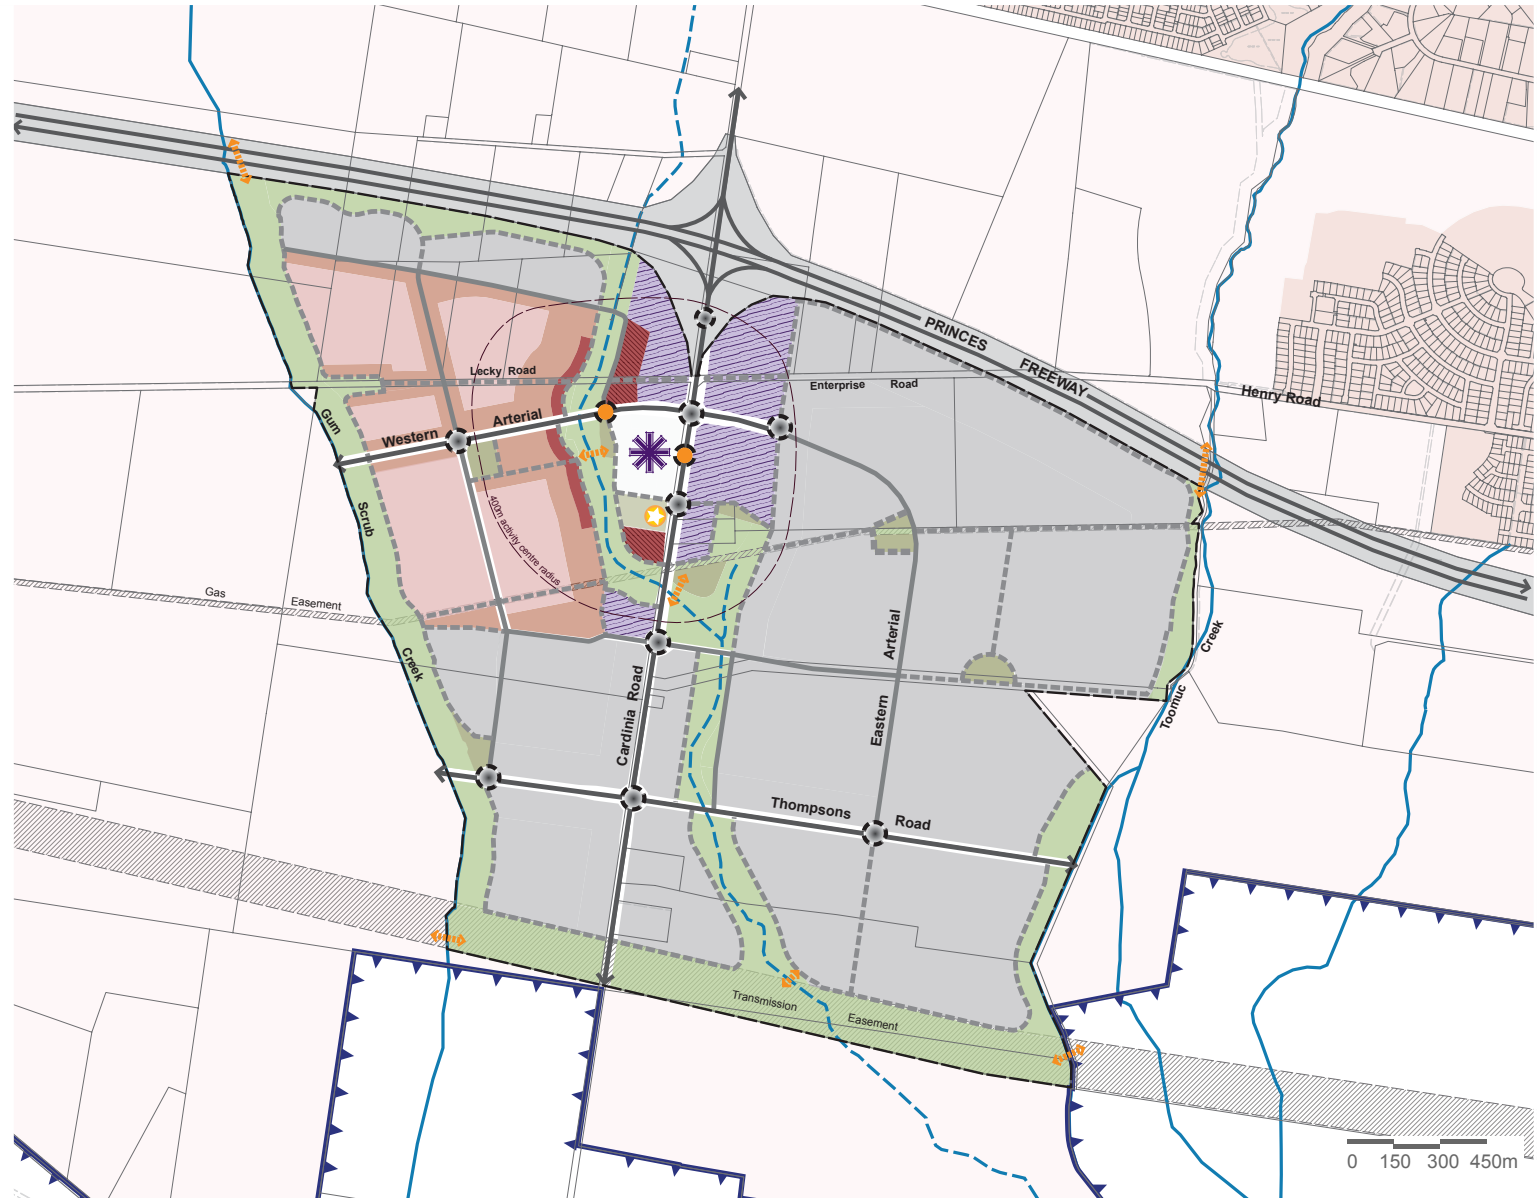 PRINCES
FREEWAY
Lecky Road
Enterprise Road
Henry Road
Western Arterial
Gum
Scrub
Creek
400m activity centre radius
Gas Easement
Arterial
Eastern
Creek
Toomuc
Cardinia Road
Thompsons Road
Transmission Easement
0 150 300 450m